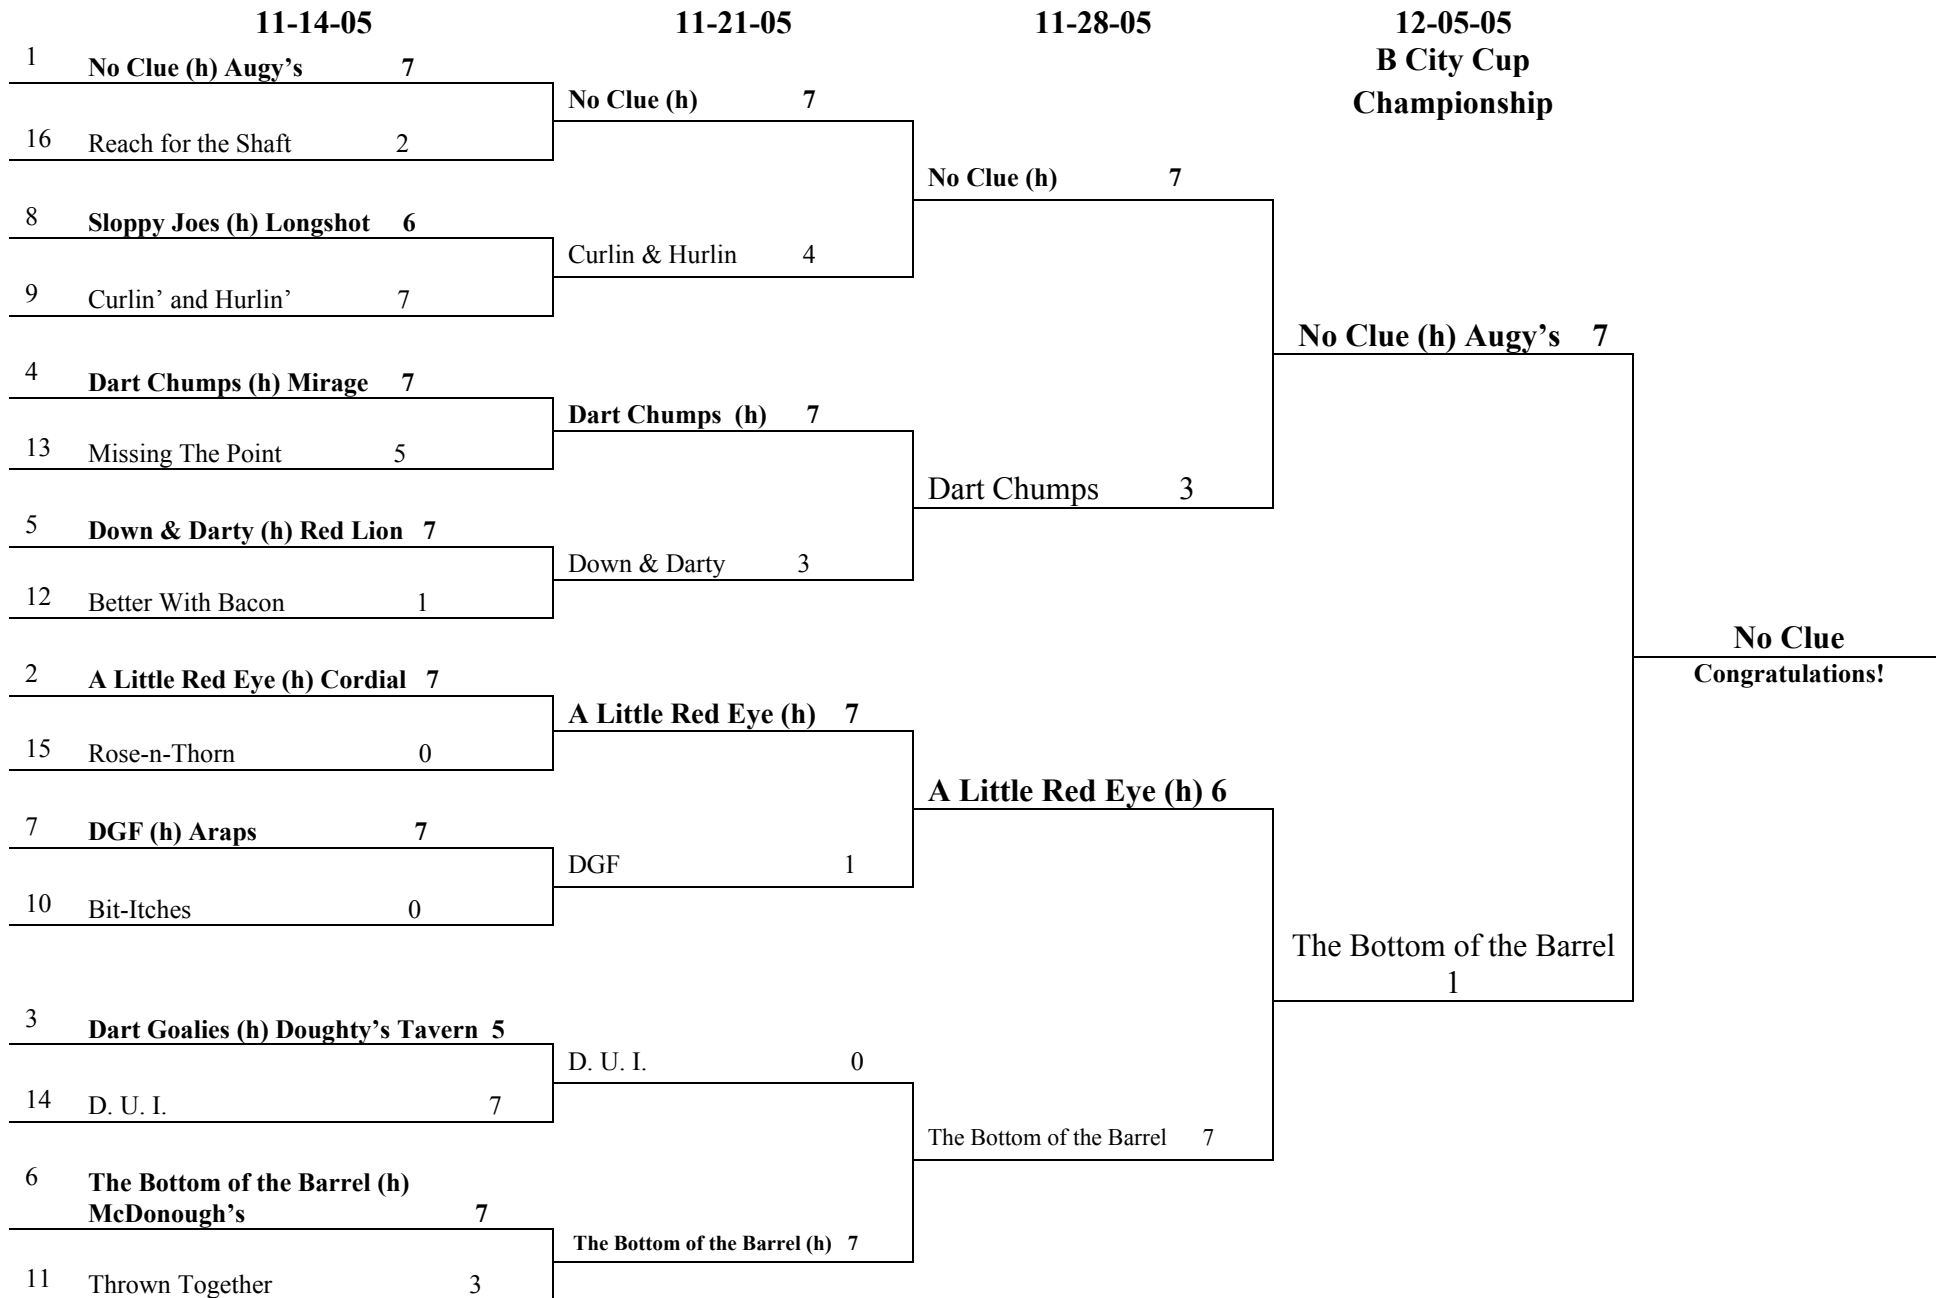 11-14-05 11-21-05 11-28-05 12-05-05
B City Cup
Championship
1 No Clue (h) Augy’s 7
16 Reach for the Shaft 2
8 Sloppy Joes (h) Longshot 6
9 Curlin’ and Hurlin’ 7
4 Dart Chumps (h) Mirage 7
13 Missing The Point 5
5 Down & Darty (h) Red Lion 7
12 Better With Bacon 1
2 A Little Red Eye (h) Cordial 7
15 Rose-n-Thorn 0
7 DGF (h) Araps 7
10 Bit-Itches 0
3 Dart Goalies (h) Doughty’s Tavern 5
14 D. U. I. 7
6 The Bottom of the Barrel (h)
McDonough’s 7
11 Thrown Together 3
No Clue (h) 7
Curlin & Hurlin 4
Dart Chumps (h) 7
Down & Darty 3
A Little Red Eye (h) 7
DGF 1
D. U. I. 0
The Bottom of the Barrel (h) 7
No Clue (h) 7
Dart Chumps 3
A Little Red Eye (h) 6
The Bottom of the Barrel 7
No Clue (h) Augy’s 7
The Bottom of the Barrel
1
No Clue
Congratulations!